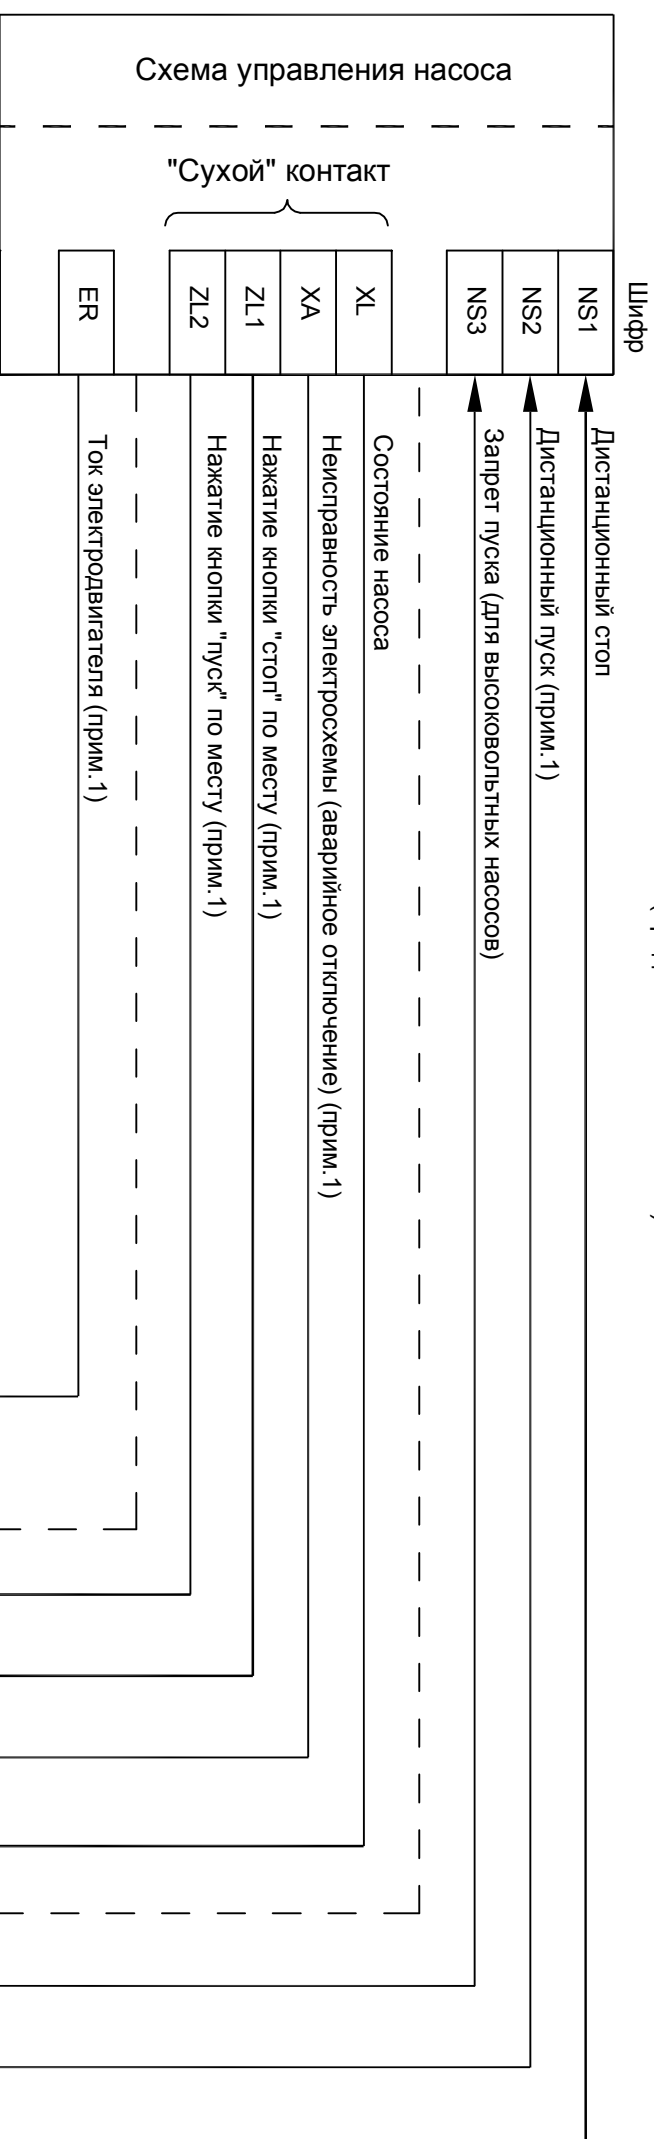 Схема управления насоса
"Сухой" контакт
Шифр
NS1
NS2
NS3
XL
XA
ZL1
ZL2
ER
Дистанционный стоп
Дистанционный пуск (прим.1)
Запрет пуска (для высоковольтных насосов)
Состояние насоса
Неисправность электросхемы (аварийное отключение) (прим.1)
Нажатие кнопки "стоп" по месту (прим.1)
Нажатие кнопки "пуск" по месту (прим.1)
Ток электродвигателя (прим.1)